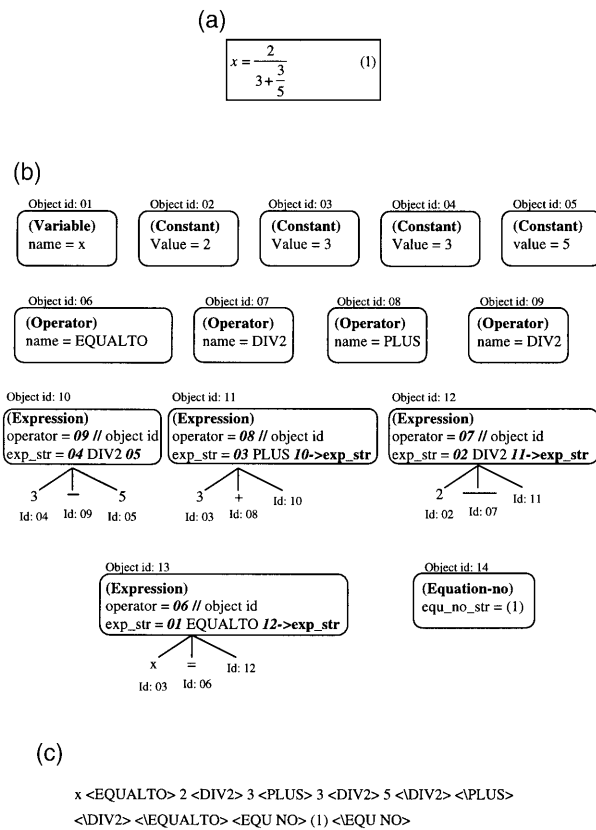 (a)
x = 2 / 3 + 3 / 5 (1)
(b)
Object id: 01 Object id: 02 Object id: 03 Object id: 04 Object id: 05
(Variable) (Constant) (Constant) (Constant) (Constant)
name = x Value = 2 Value = 3 Value = 3 value = 5
Object id: 06 Object id: 07 Object id: 08 Object id: 09
(Operator) (Operator) (Operator) (Operator)
name = EQUALTO name = DIV2 name = PLUS name = DIV2
Object id: 10 Object id: 11 Object id: 12
(Expression) (Expression) (Expression)
operator = 09 // object id operator = 08 // object id operator = 07 // object id
exp_str = 04 DIV2 05 exp_str = 03 PLUS 10->exp_str exp_str = 02 DIV2 11->exp_str
3 — 5 3 + Id: 10 2 — Id: 11
Id: 04 Id: 09 Id: 05 Id: 03 Id: 08 Id: 02 Id: 07
Object id: 13 Object id: 14
(Expression) (Equation-no)
operator = 06 // object id equ_no_str = (1)
exp_str = 01 EQUALTO 12->exp_str
x = Id: 12
Id: 03 Id: 06
(c)
x <EQUALTO> 2 <DIV2> 3 <PLUS> 3 <DIV2> 5 <\DIV2> <\PLUS>
<\DIV2> <\EQUALTO> <EQU NO> (1) <\EQU NO>